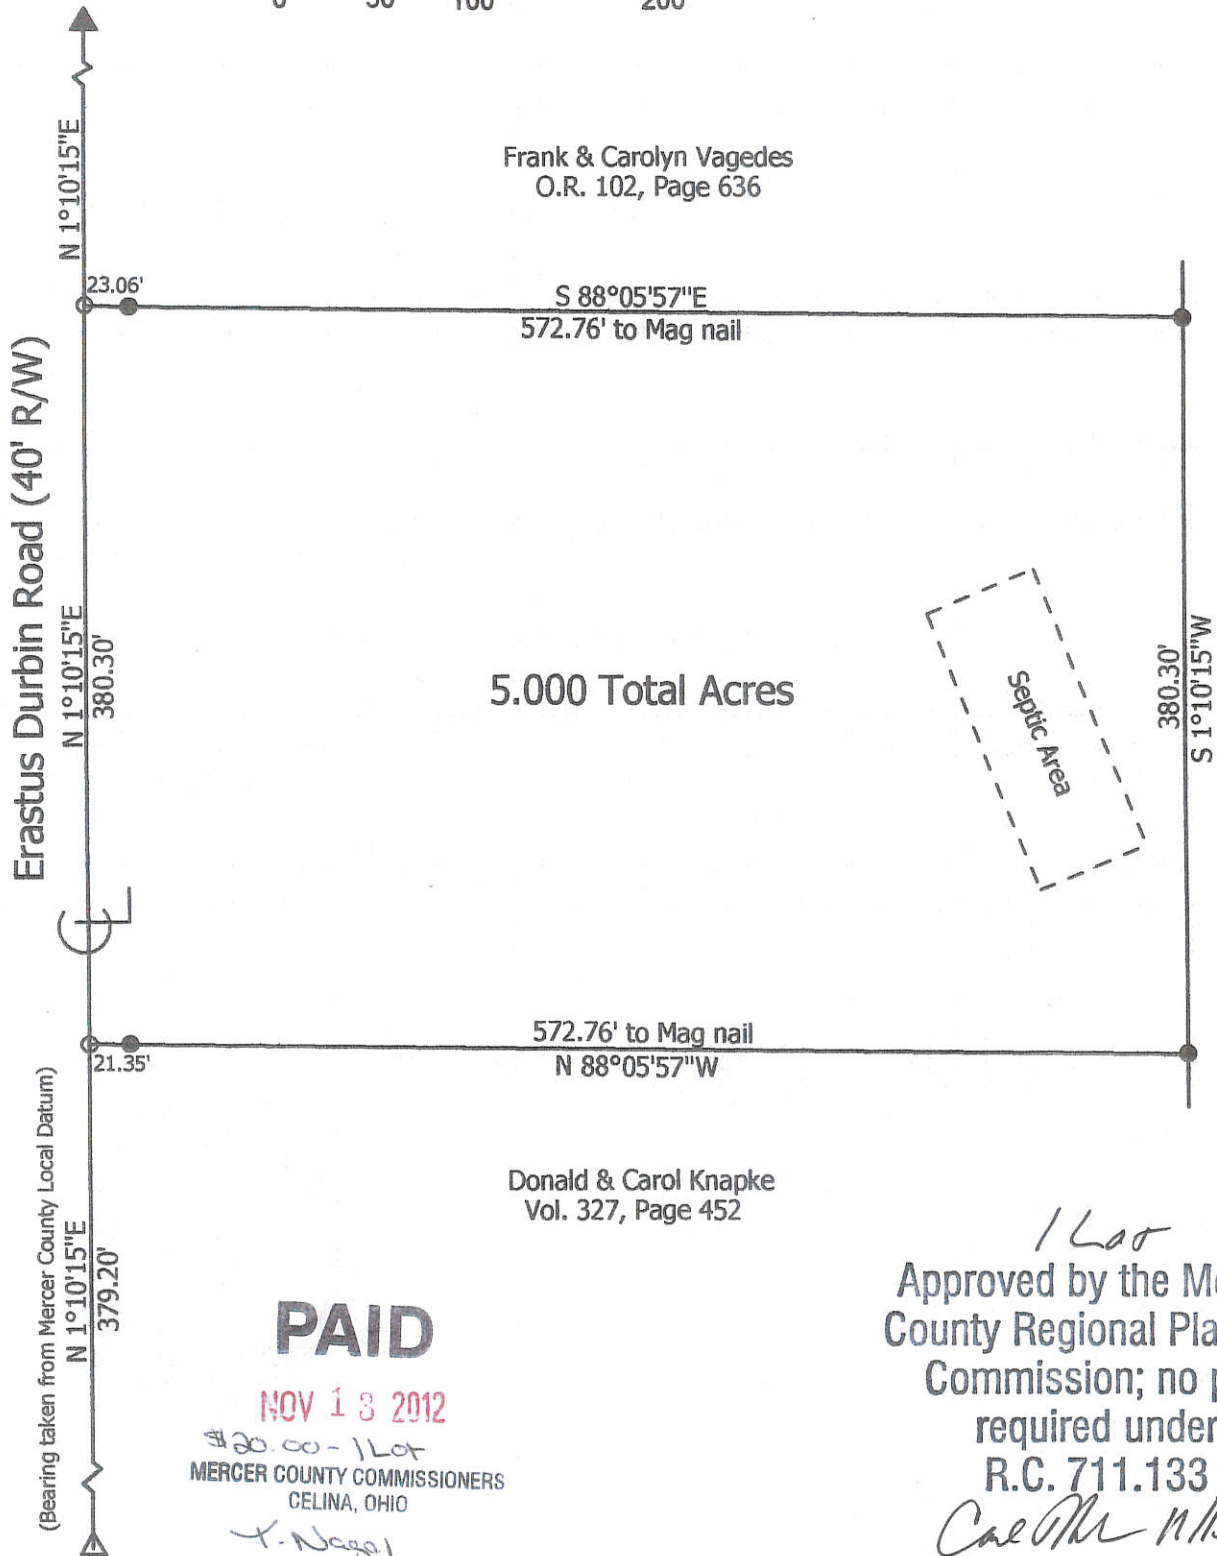 0 50 100 200
N 1°10'15"E
Frank & Carolyn Vagedes
O.R. 102, Page 636
23.06'
S 88°05'57"E
572.76' to Mag nail
Erastus Durbin Road (40' R/W)
N 1°10'15"E
380.30'
5.000 Total Acres
Septic Area
380.30'
S 1°10'15"W
572.76' to Mag nail
N 88°05'57"W
21.35'
(Bearing taken from Mercer County Local Datum)
N 1°10'15"E
379.20'
Donald & Carol Knapke
Vol. 327, Page 452
PAID
NOV 13 2012
$20.00 - 1 Lot
MERCER COUNTY COMMISSIONERS
CELINA, OHIO
1 Lot
Approved by the
County Regional
Commission; no
required under
R.C. 711.133